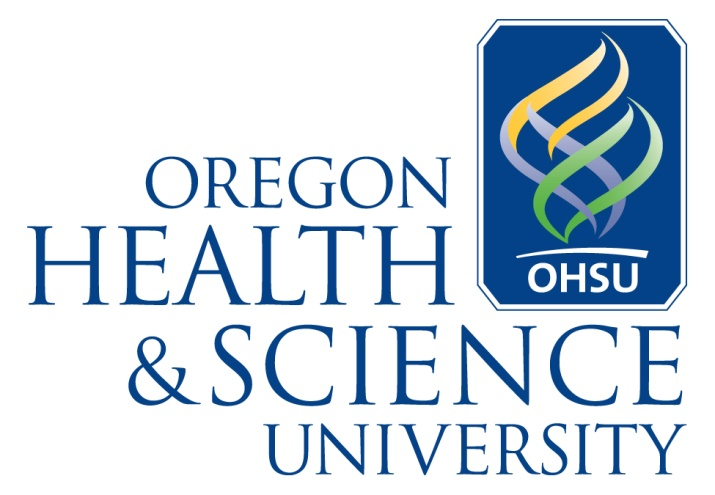 OREGON
HEALTH
& SCIENCE
UNIVERSITY
OHSU